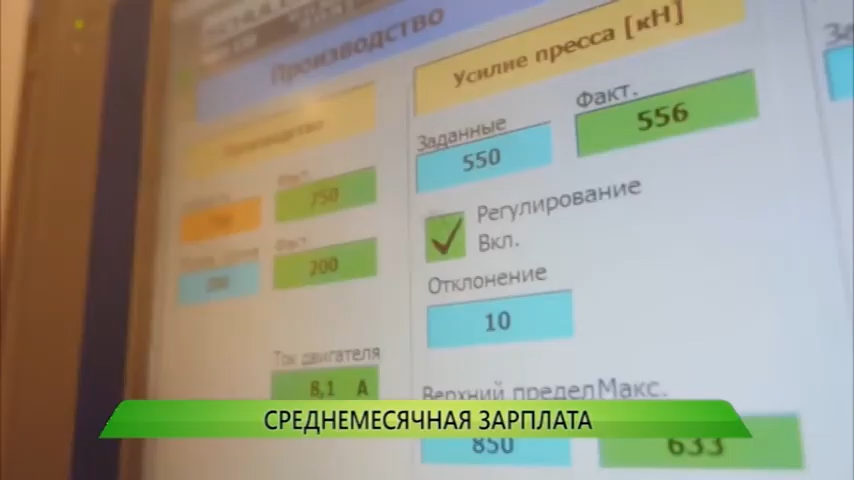 Производство
Усилие пресса [кН]
Производство
Заданные
Факт.
550
556
Факт.
750
Регулирование
Вкл.
Факт
200
Отклонение
10
Ток двигателя
8,1 А
Верхний предел Макс.
850
633
СРЕДНЕМЕСЯЧНАЯ ЗАРПЛАТА